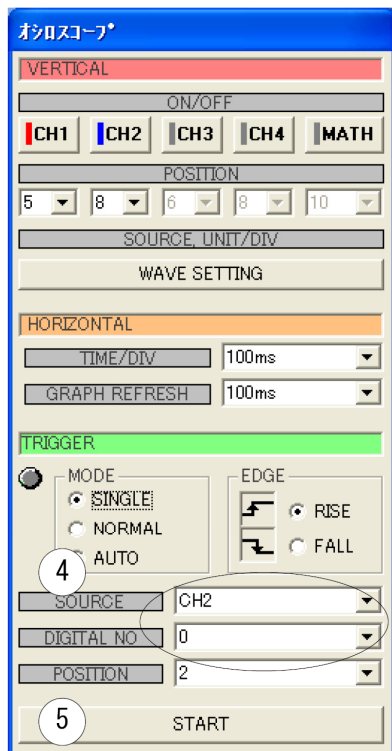 オシロスコープ
VERTICAL
ON/OFF
CH1 CH2 CH3 CH4 MATH
POSITION
5 8 6 8 10
SOURCE, UNIT/DIV
WAVE SETTING
HORIZONTAL
TIME/DIV 100ms
GRAPH REFRESH 100ms
TRIGGER
MODE EDGE
SINGLE RISE
NORMAL
AUTO FALL
4
SOURCE CH2
DIGITAL NO 0
POSITION 2
5 START